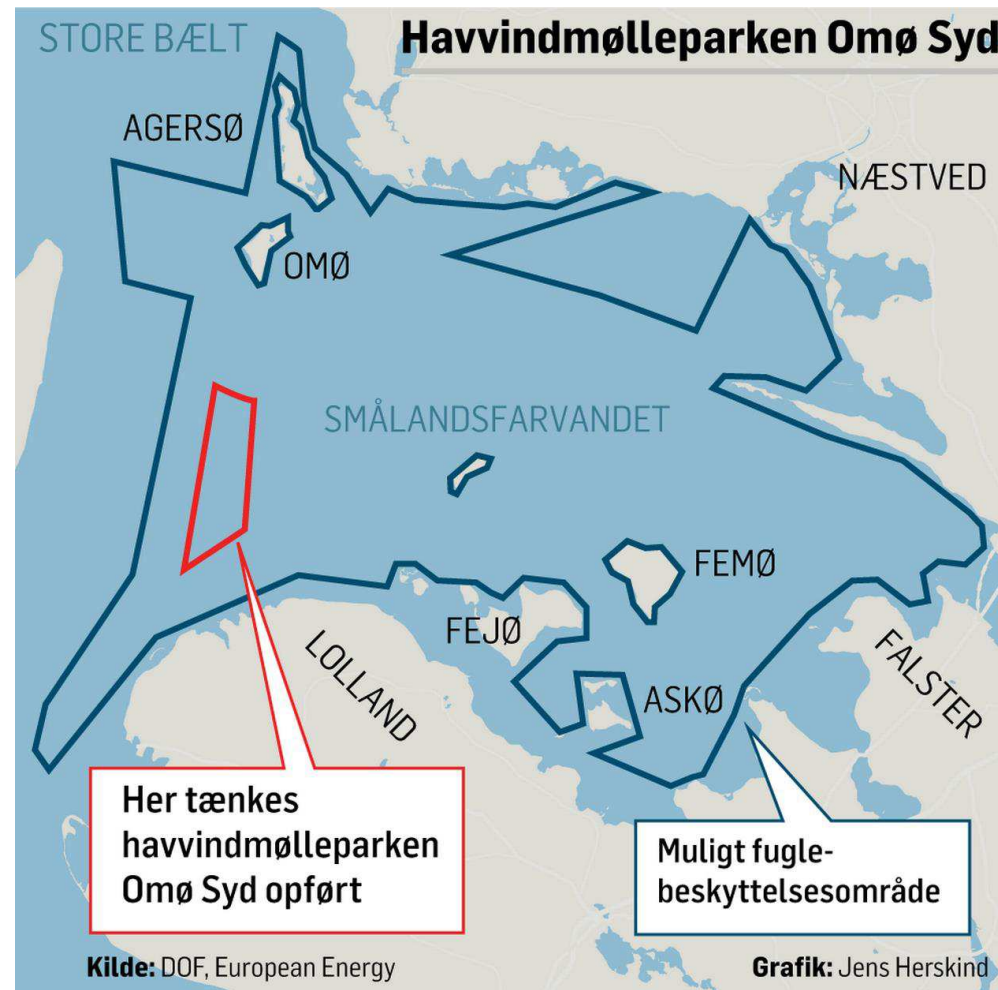 STORE BÆLT
Havvindmølleparken Omø Syd
AGERSØ
NÆSTVED
OMØ
SMÅLANDSFARVANDET
FEMØ
FEJØ
LOLLAND
FALSTER
ASKØ
Her tænkes
havvindmølleparken
Omø Syd opført
Muligt fugle-
beskyttelsesområde
Kilde: DOF, European Energy
Grafik: Jens Herskind